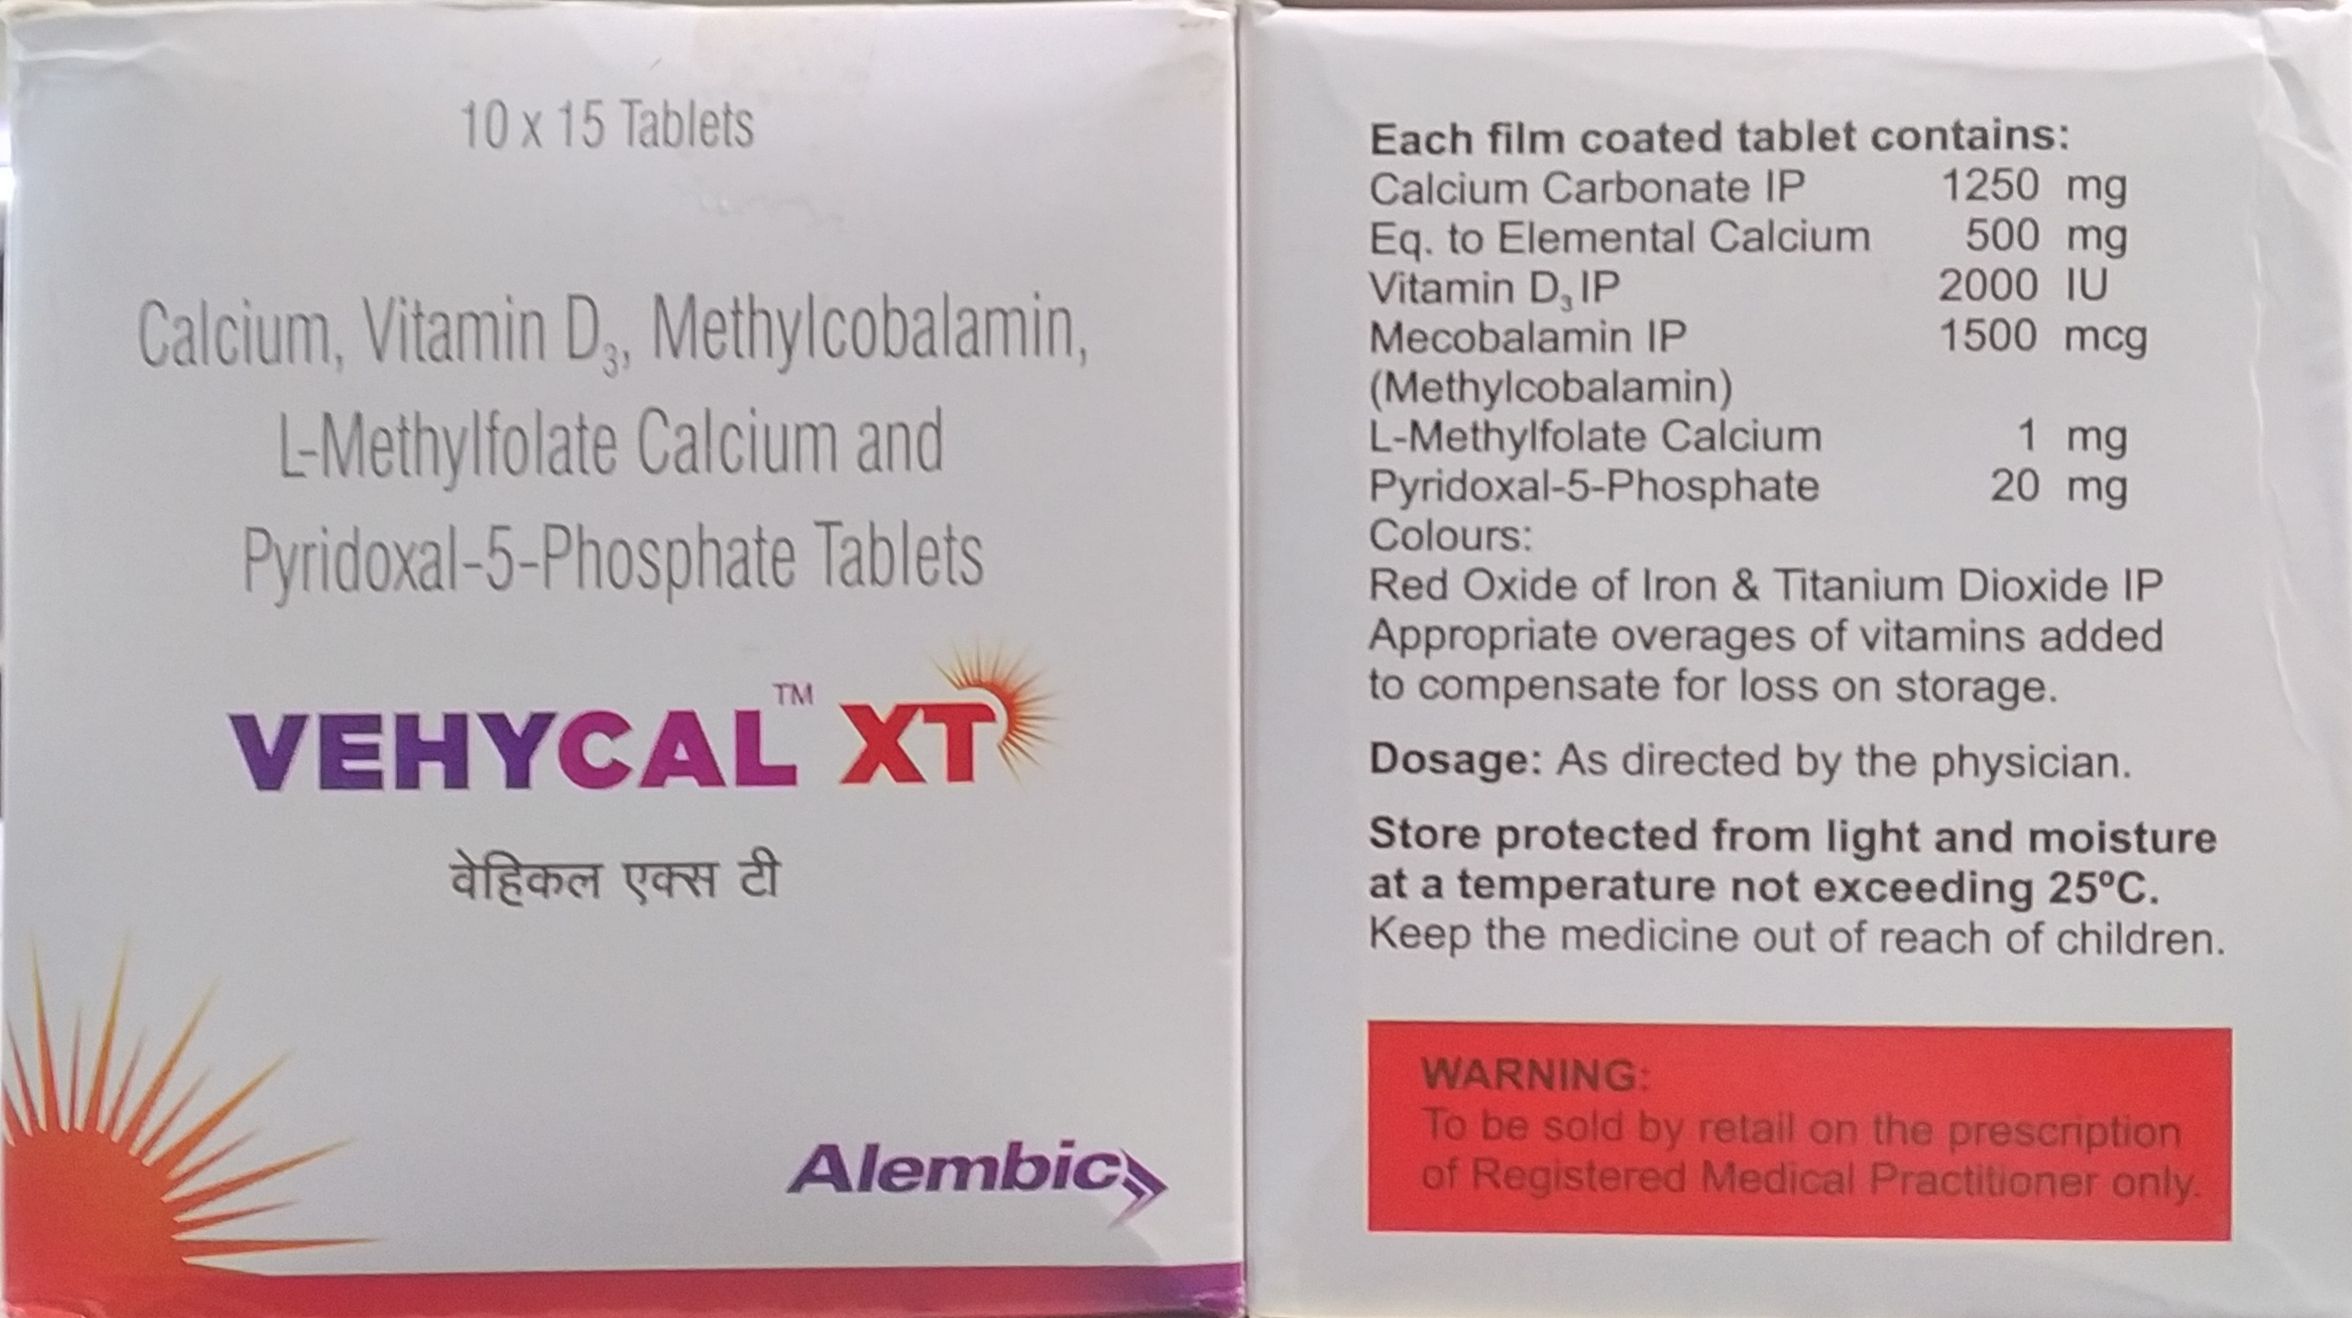 10 x 15 Tablets
Calcium, Vitamin D₃, Methylcobalamin,
L-Methylfolate Calcium and
Pyridoxal-5-Phosphate Tablets
VEHYCAL™ XT
वेहिकल एक्स टी
Alembic
Each film coated tablet contains:
Calcium Carbonate IP 1250 mg
Eq. to Elemental Calcium 500 mg
Vitamin D₃ IP 2000 IU
Mecobalamin IP 1500 mcg
(Methylcobalamin)
L-Methylfolate Calcium 1 mg
Pyridoxal-5-Phosphate 20 mg
Colours:
Red Oxide of Iron & Titanium Dioxide IP
Appropriate overages of vitamins added
to compensate for loss on storage.
Dosage: As directed by the physician.
Store protected from light and moisture
at a temperature not exceeding 25ºC.
Keep the medicine out of reach of children.
WARNING:
To be sold by retail on the prescription
of Registered Medical Practitioner only.